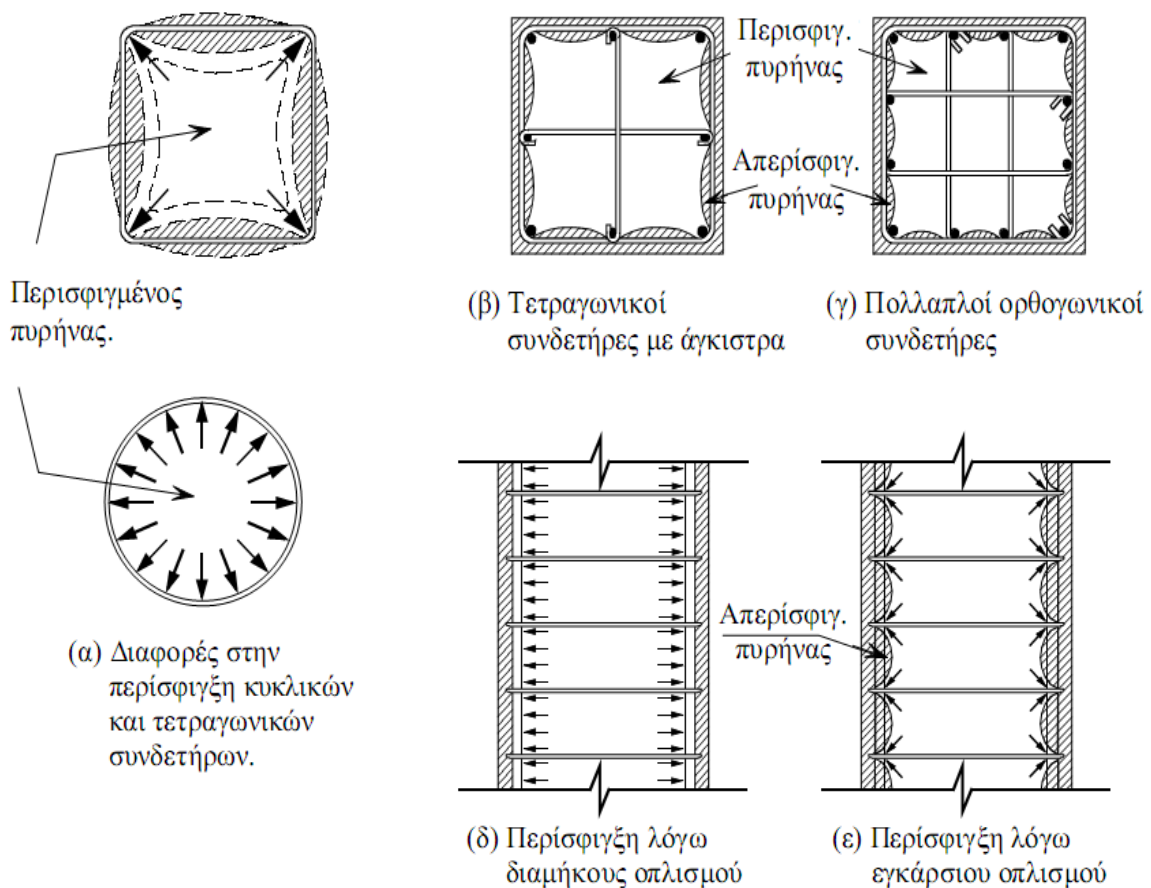 Περισφιγμένος
πυρήνας.
(α) Διαφορές στην
περίσφιγξη κυκλικών
και τετραγωνικών
συνδετήρων.
Περισφιγ.
πυρήνας
Απερίσφιγ.
πυρήνας
(β) Τετραγωνικοί
συνδετήρες με άγκιστρα
(γ) Πολλαπλοί ορθογωνικοί
συνδετήρες
Απερίσφιγ.
πυρήνας
(δ) Περίσφιγξη λόγω
διαμήκους οπλισμού
(ε) Περίσφιγξη λόγω
εγκάρσιου οπλισμού